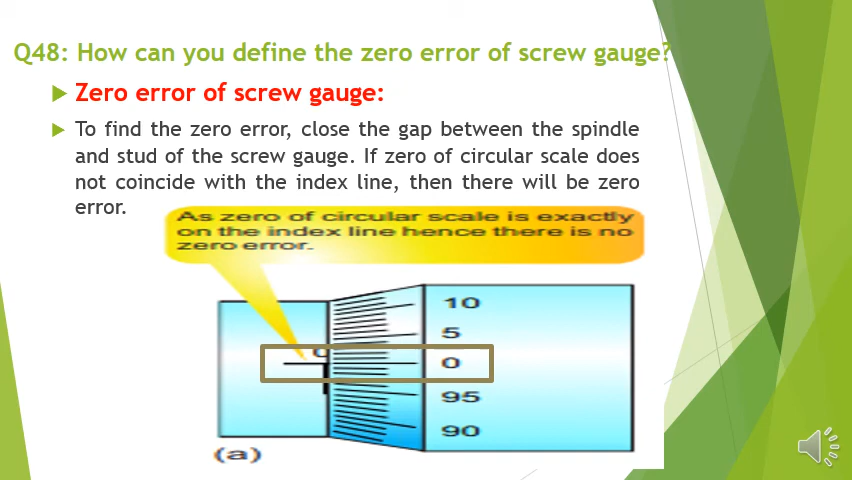 Q48: How can you define the zero error of screw gauge?
Zero error of screw gauge:
To find the zero error, close the gap between the spindle
and stud of the screw gauge. If zero of circular scale does
not coincide with the index line, then there will be zero
error.
As zero of circular scale is exactly
on the index line hence there is no
zero error.
10
5
0
0
95
90
(a)